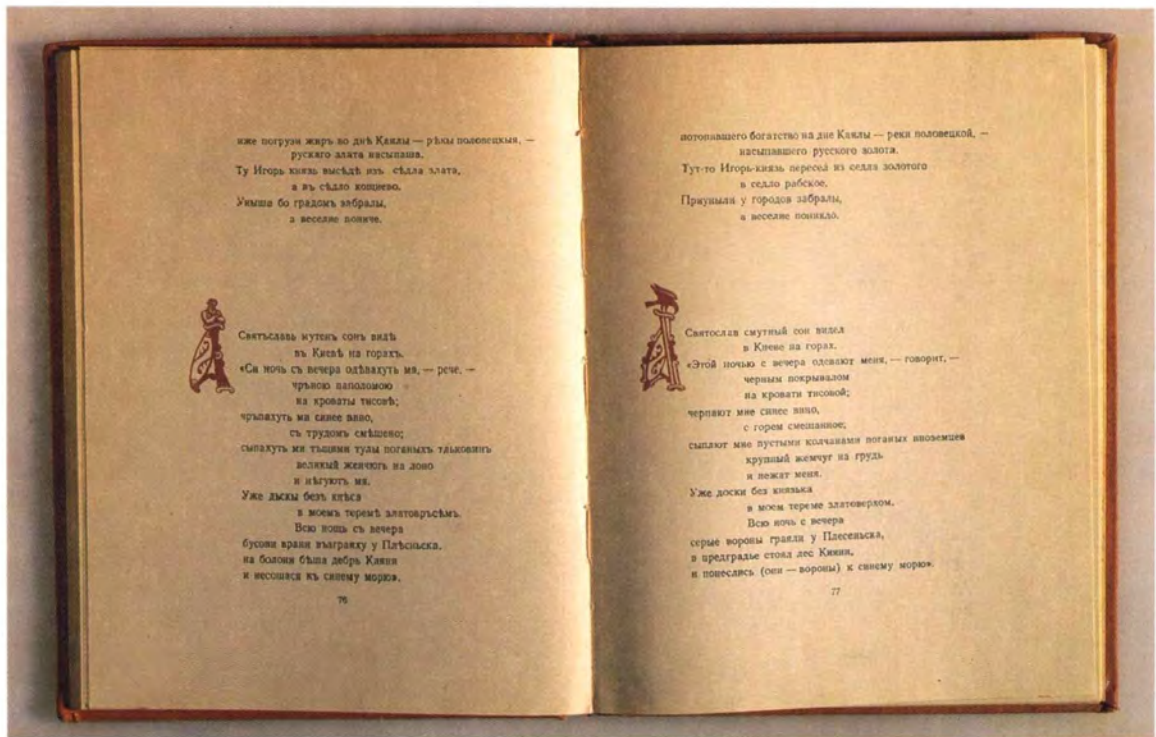 иже погрузи жиръ во днѣ Каялы — рѣкы половецкыя, —
рускаго злата насыпаша.
Ту Игорь князь высѣдѣ изъ сѣдла злата,
а въ сѣдло кощиево.
Уныша бо градомъ забралы,
а веселие пониче.
А
Святъславь мутенъ сонъ видѣ
въ Киевѣ на горахъ.
«Си ночь съ вечера одѣвахуть мя, — рече, —
чръною паполомою
на кроваты тисовѣ;
чръпахуть ми синее вино,
съ трудомъ смѣшено;
сыпахуть ми тъщими тулы поганыхъ тльковинъ
великый женчюгь на лоно
и нѣгуютъ мя.
Уже дьскы безъ кнѣса
в моемъ теремѣ златовръсѣмъ.
Всю нощь съ вечера
бусови врани възграяху у Плѣсньска,
на болони бѣша дебрь Кияня
и несошася къ синему морю».
76
потопившего богатство на дне Каялы — реки половецкой, —
насыпавшего русского золота.
Тут-то Игорь-князь пересел из седла золотого
в седло рабское.
Приуныли у городов забралы,
а веселие поникло.
А
Святослав смутный сон видел
в Киеве на горах.
«Этой ночью с вечера одевают меня, — говорит, —
черным покрывалом
на кровати тисовой;
черпают мне синее вино,
с горем смешанное;
сыплют мне пустыми колчанами поганых иноземцев
крупный жемчуг на грудь
и нежат меня.
Уже доски без князька
в моем тереме златоверхом.
Всю ночь с вечера
серые вороны граяли у Плесеньска,
в предградье стоял лес Кияни,
и понеслись (они — вороны) к синему морю».
77